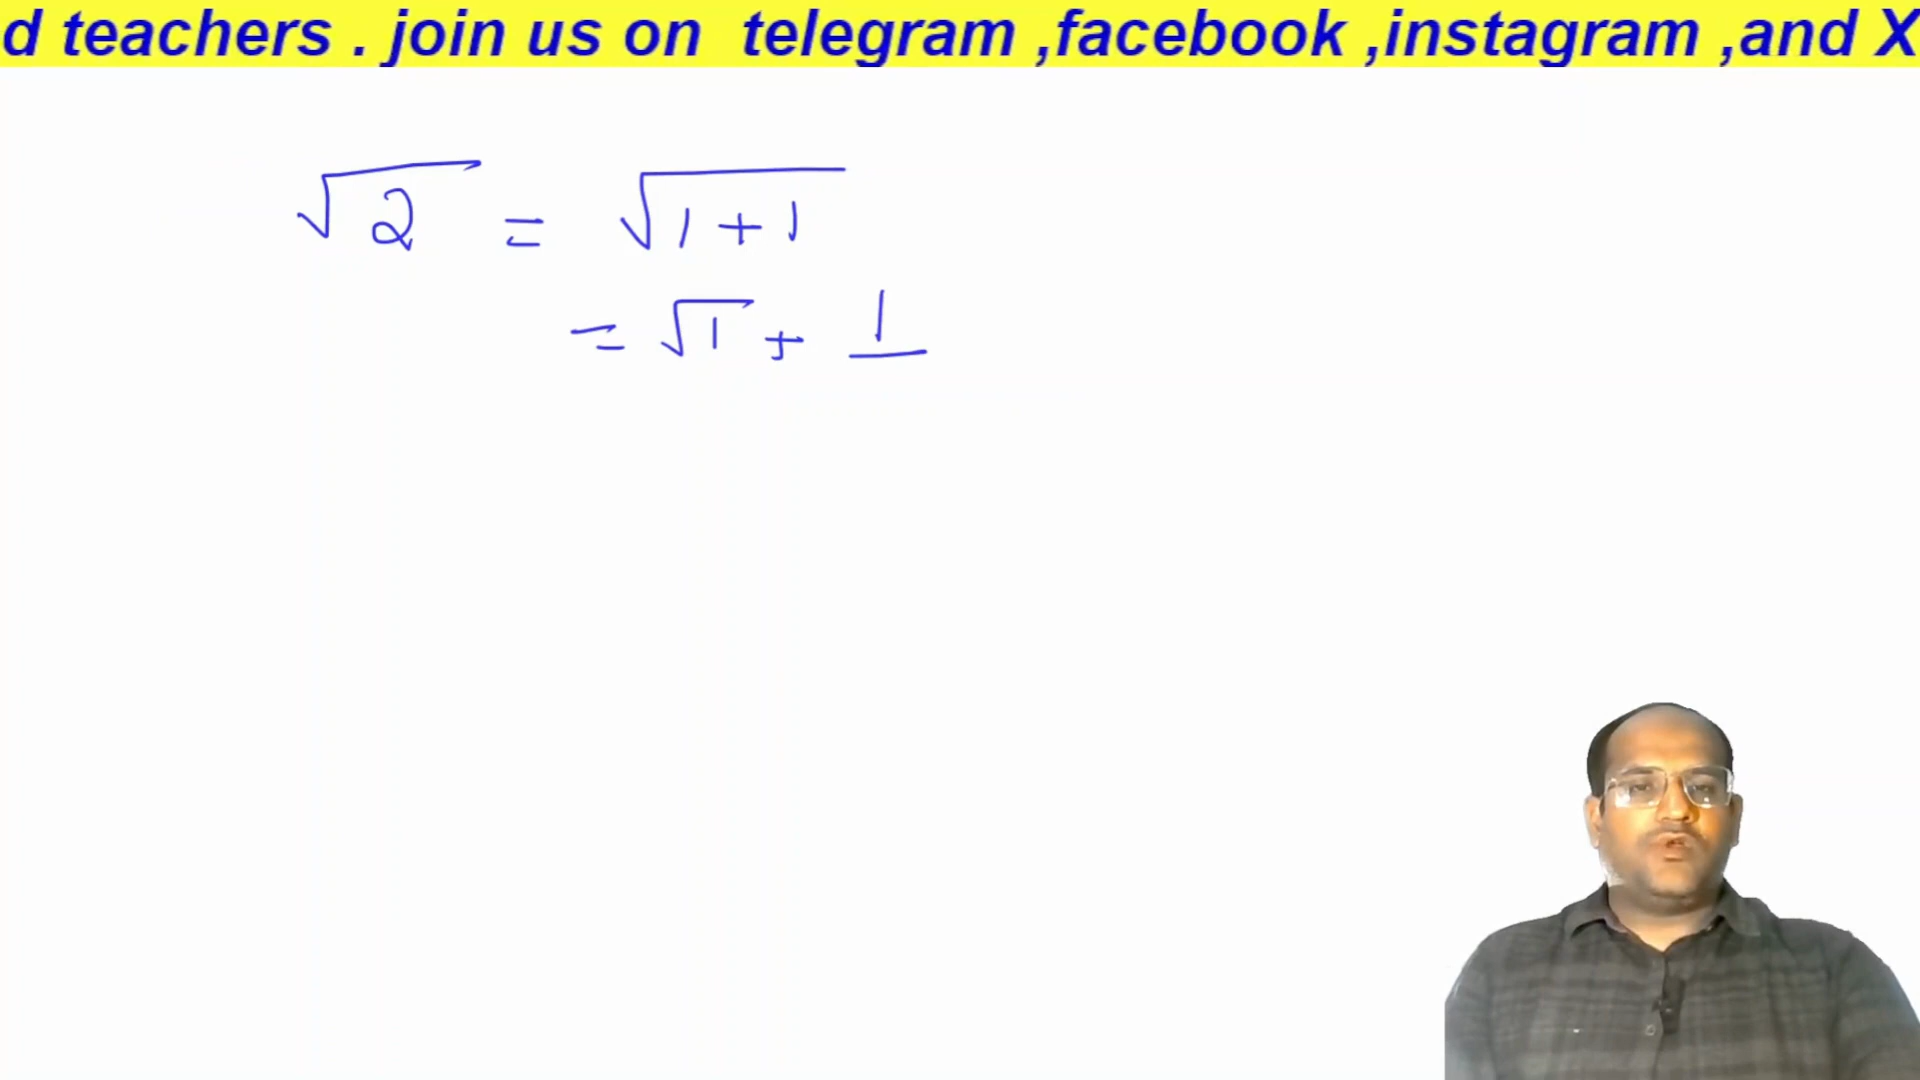 d teachers . join us on telegram ,facebook ,instagram ,and X
√2 = √1+1
= √1 + 1